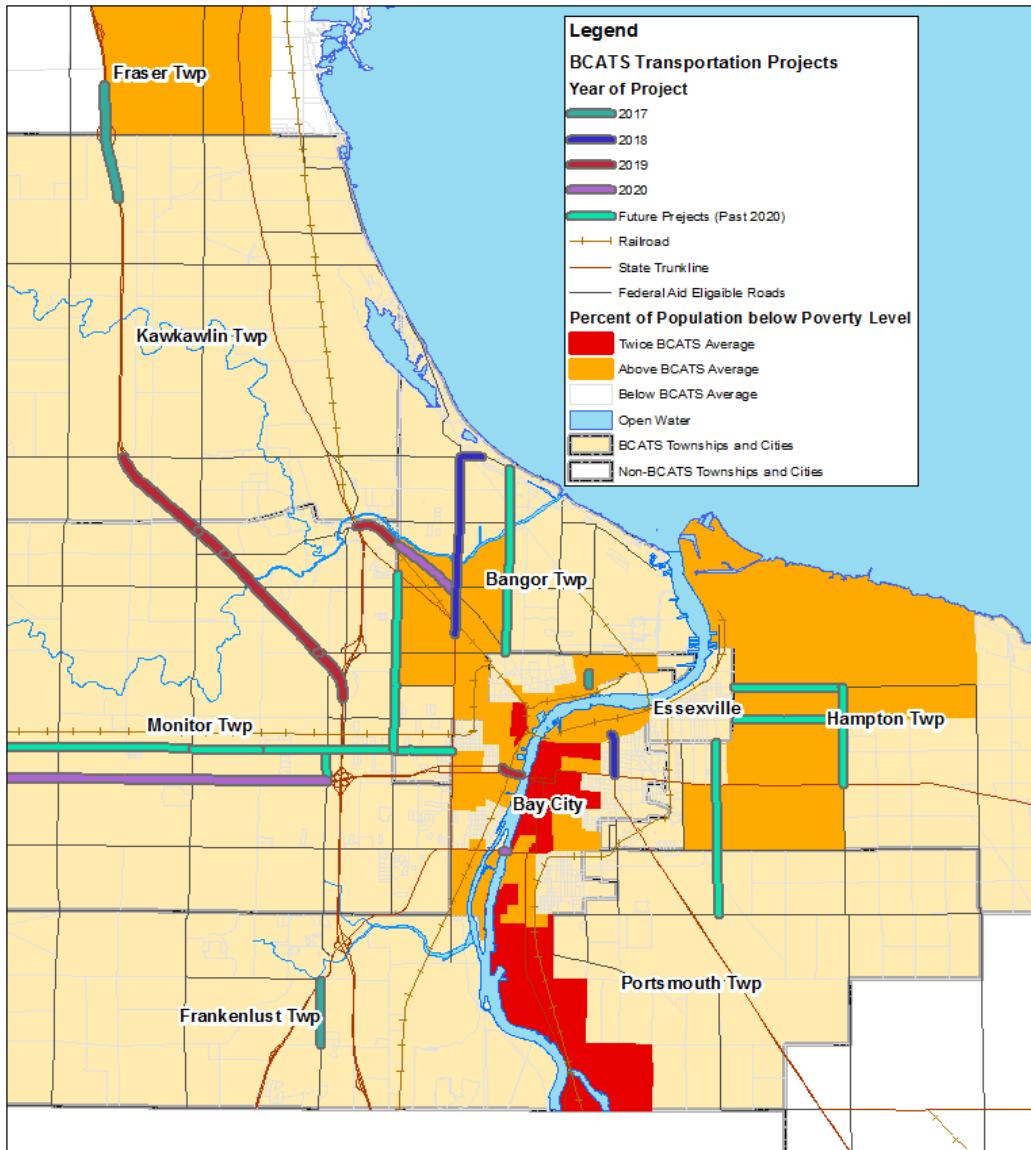 Legend
BCATS Transportation Projects
Year of Project
2017
2018
2019
2020
Future Prejects (Past 2020)
Railroad
State Trunkline
Federal Aid Eligaible Roads
Percent of Population below Poverty Level
Twice BCATS Average
Above BCATS Average
Below BCATS Average
Open Water
BCATS Townships and Cities
Non-BCATS Townships and Cities
Fraser Twp
Kawkawlin Twp
Bangor Twp
Essexville
Monitor Twp
Hampton Twp
Bay City
Portsmouth Twp
Frankenlust Twp